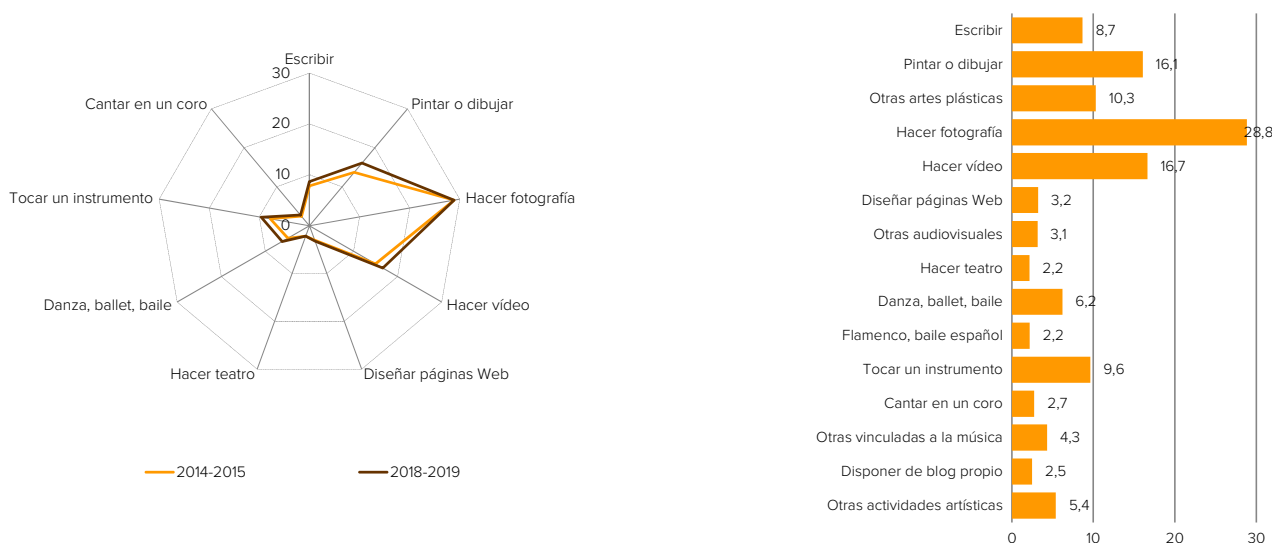 Escribir
30
Cantar en un coro
Pintar o dibujar
20
10
Tocar un instrumento
Hacer fotografía
0
Danza, ballet, baile
Hacer vídeo
Hacer teatro
Diseñar páginas Web
2014-2015
2018-2019
Escribir 8,7
Pintar o dibujar 16,1
Otras artes plásticas 10,3
Hacer fotografía 28,8
Hacer vídeo 16,7
Diseñar páginas Web 3,2
Otras audiovisuales 3,1
Hacer teatro 2,2
Danza, ballet, baile 6,2
Flamenco, baile español 2,2
Tocar un instrumento 9,6
Cantar en un coro 2,7
Otras vinculadas a la música 4,3
Disponer de blog propio 2,5
Otras actividades artísticas 5,4
0 10 20 30